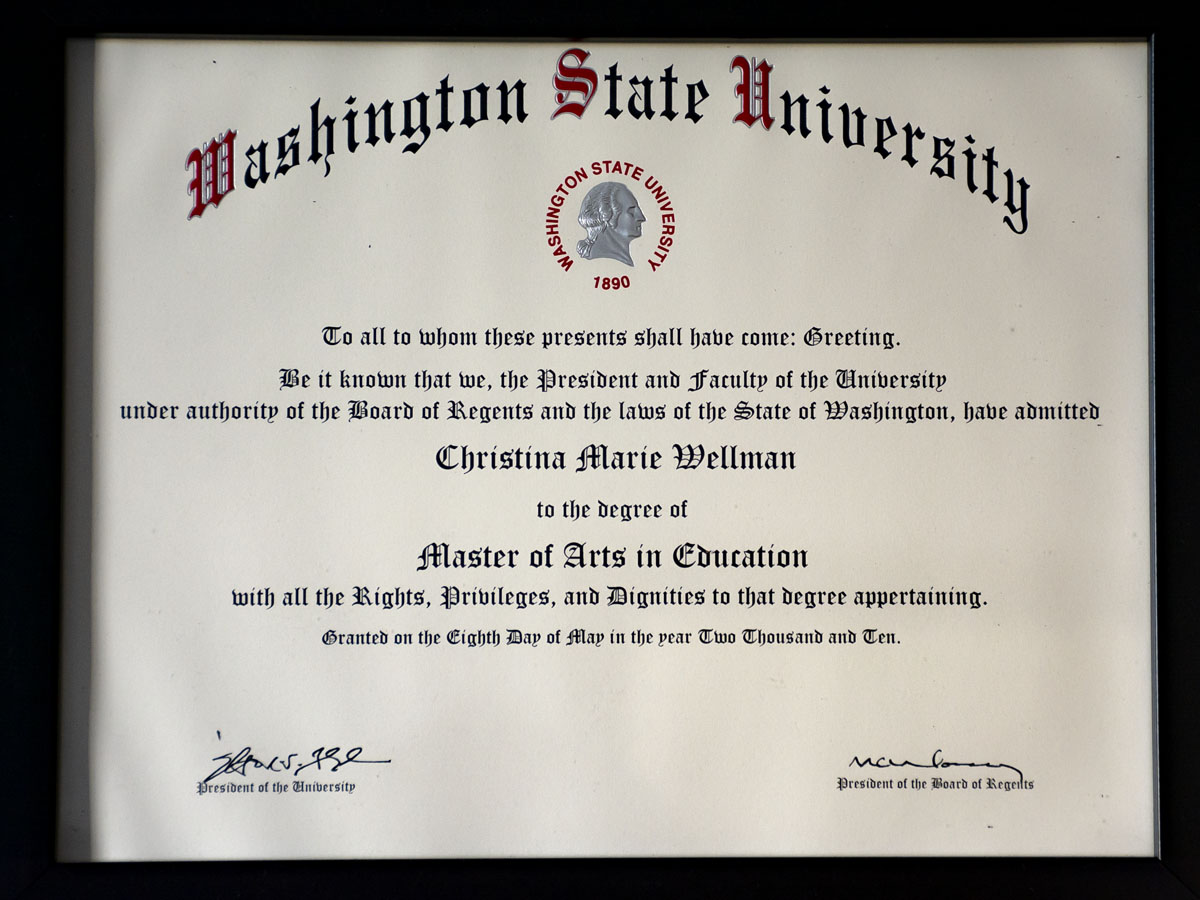 Washington State University
WASHINGTON STATE UNIVERSITY
1890
To all to whom these presents shall have come: Greeting.
Be it known that we, the President and Faculty of the University
under authority of the Board of Regents and the laws of the State of Washington, have admitted
Christina Marie Wellman
to the degree of
Master of Arts in Education
with all the Rights, Privileges, and Dignities to that degree appertaining.
Granted on the Eighth Day of May in the year Two Thousand and Ten.
President of the University
President of the Board of Regents